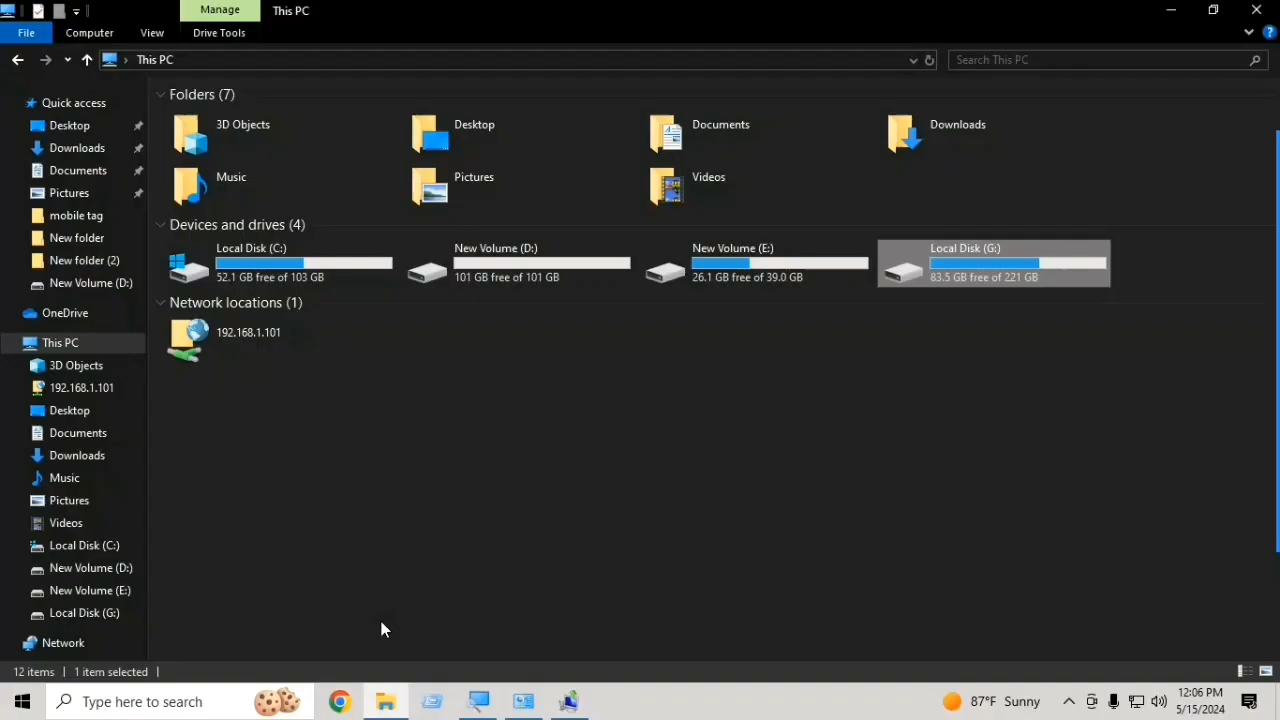 Manage
This PC
File
Computer
View
Drive Tools
This PC
Search This PC
Quick access
Desktop
Downloads
Documents
Pictures
mobile tag
New folder
New folder (2)
New Volume (D:)
OneDrive
This PC
3D Objects
192.168.1.101
Desktop
Documents
Downloads
Music
Pictures
Videos
Local Disk (C:)
New Volume (D:)
New Volume (E:)
Local Disk (G:)
Network
Folders (7)
3D Objects
Desktop
Documents
Downloads
Music
Pictures
Videos
Devices and drives (4)
Local Disk (C:)
52.1 GB free of 103 GB
New Volume (D:)
101 GB free of 101 GB
New Volume (E:)
26.1 GB free of 39.0 GB
Local Disk (G:)
83.5 GB free of 221 GB
Network locations (1)
192.168.1.101
12 items
1 item selected
Type here to search
87°F Sunny
12:06 PM
5/15/2024